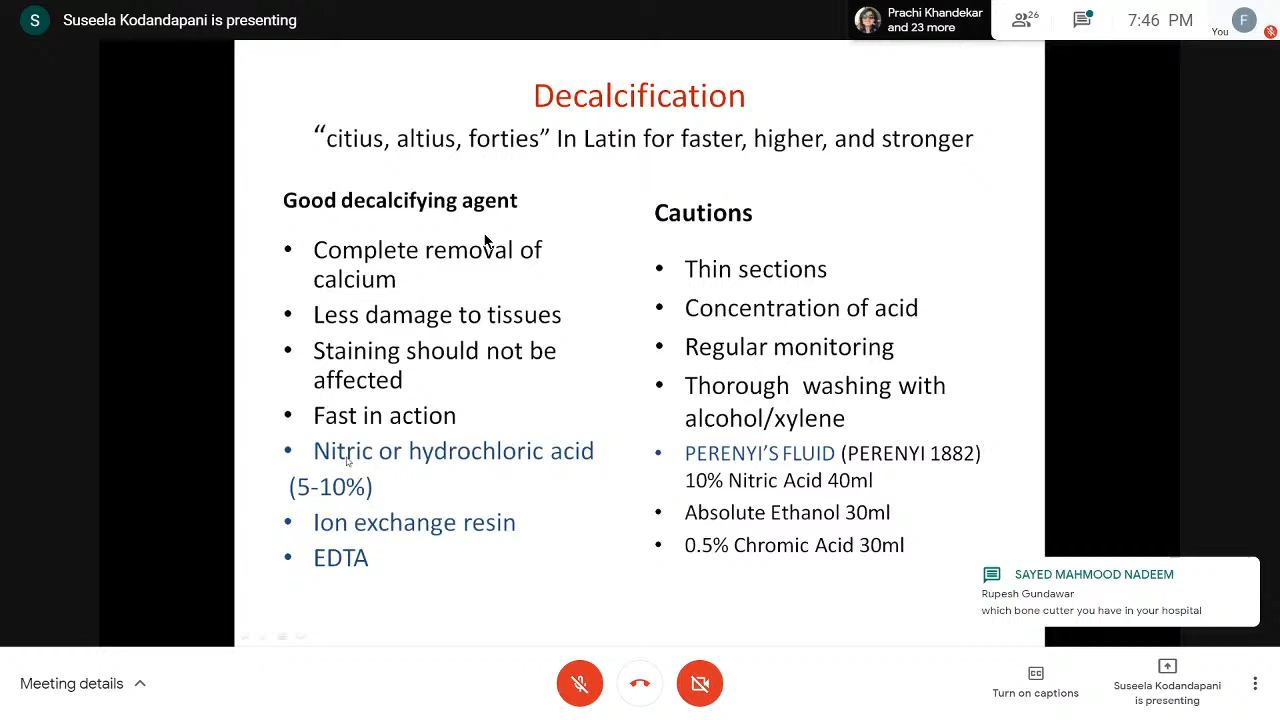 S Suseela Kodandapani is presenting
Prachi Khandekar
and 23 more
26
7:46 PM
You
F
Decalcification
“citius, altius, forties” In Latin for faster, higher, and stronger
Good decalcifying agent
• Complete removal of
calcium
• Less damage to tissues
• Staining should not be
affected
• Fast in action
• Nitric or hydrochloric acid
(5-10%)
• Ion exchange resin
• EDTA
Cautions
• Thin sections
• Concentration of acid
• Regular monitoring
• Thorough washing with
alcohol/xylene
• PERENYI’S FLUID (PERENYI 1882)
10% Nitric Acid 40ml
• Absolute Ethanol 30ml
• 0.5% Chromic Acid 30ml
SAYED MAHMOOD NADEEM
Rupesh Gundawar
which bone cutter you have in your hospital
Meeting details
CC
Turn on captions
Suseela Kodandapani
is presenting